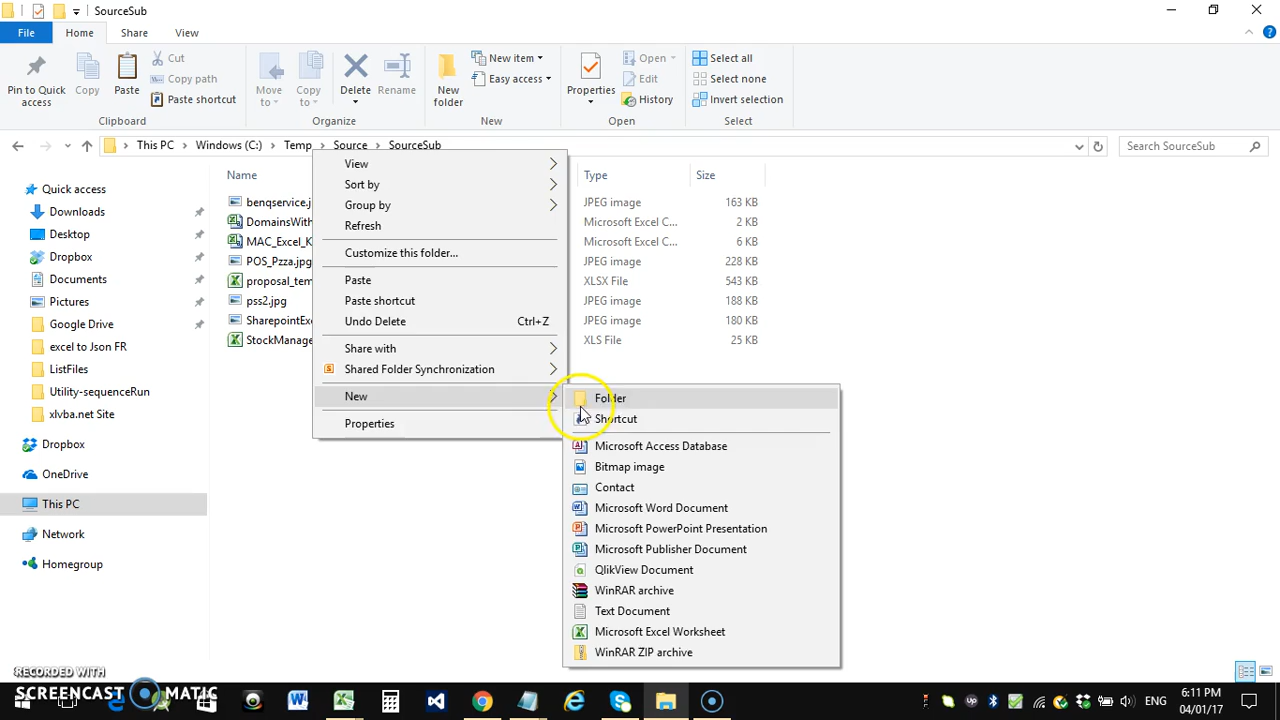 SourceSub
File Home Share View
Pin to Quick access
Copy
Paste
Cut
Copy path
Paste shortcut
Clipboard
Move to
Copy to
Delete
Rename
Organize
New folder
New item
Easy access
New
Properties
Open
Edit
History
Open
Select all
Select none
Invert selection
Select
This PC Windows (C:) Temp Source SourceSub
Search SourceSub
Quick access
Downloads
Desktop
Dropbox
Documents
Pictures
Google Drive
excel to Json FR
ListFiles
Utility-sequenceRun
xlvba.net Site
Dropbox
OneDrive
This PC
Network
Homegroup
Name Type Size
benqservice.j JPEG image 163 KB
DomainsWith Microsoft Excel C... 2 KB
MAC_Excel_K Microsoft Excel C... 6 KB
POS_Pzza.jpg JPEG image 228 KB
proposal_tem XLSX File 543 KB
pss2.jpg JPEG image 188 KB
SharepointExc JPEG image 180 KB
StockManage XLS File 25 KB
View
Sort by
Group by
Refresh
Customize this folder...
Paste
Paste shortcut
Undo Delete Ctrl+Z
Share with
Shared Folder Synchronization
New
Properties
Folder
Shortcut
Microsoft Access Database
Bitmap image
Contact
Microsoft Word Document
Microsoft PowerPoint Presentation
Microsoft Publisher Document
QlikView Document
WinRAR archive
Text Document
Microsoft Excel Worksheet
WinRAR ZIP archive
RECORDED WITH
SCREENCAST MATIC
ENG
6:11 PM
04/01/17